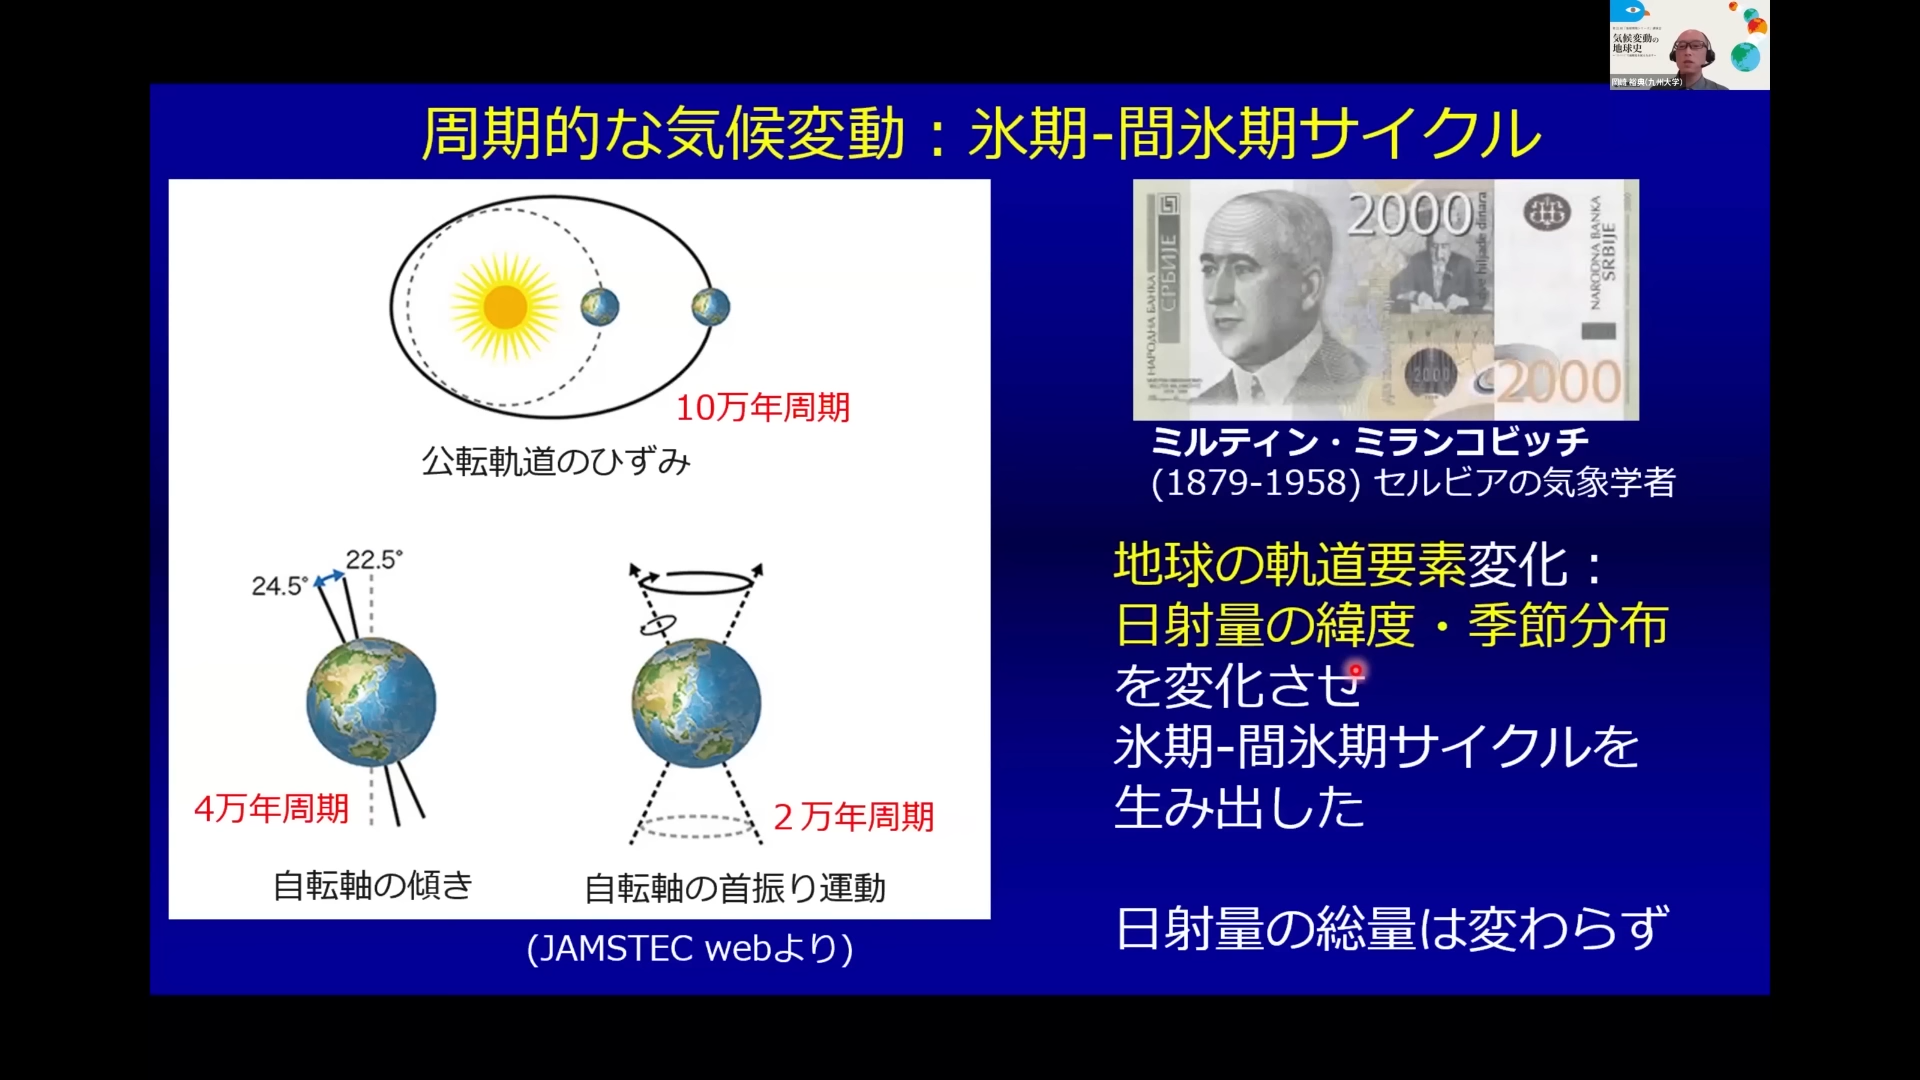 気候変動の
地球史
岡崎 裕典(九州大学)
周期的な気候変動：氷期-間氷期サイクル
10万年周期
公転軌道のひずみ
22.5°
24.5°
4万年周期
自転軸の傾き
２万年周期
自転軸の首振り運動
(JAMSTEC webより)
НАРОДНА БАНКА
СРБИЈЕ
2000
dve hiljade dinara
NARODNA BANKA
SRBIJE
2000
2000
ミルティン・ミランコビッチ
(1879-1958) セルビアの気象学者
地球の軌道要素変化：
日射量の緯度・季節分布
を変化させ
氷期-間氷期サイクルを
生み出した
日射量の総量は変わらず